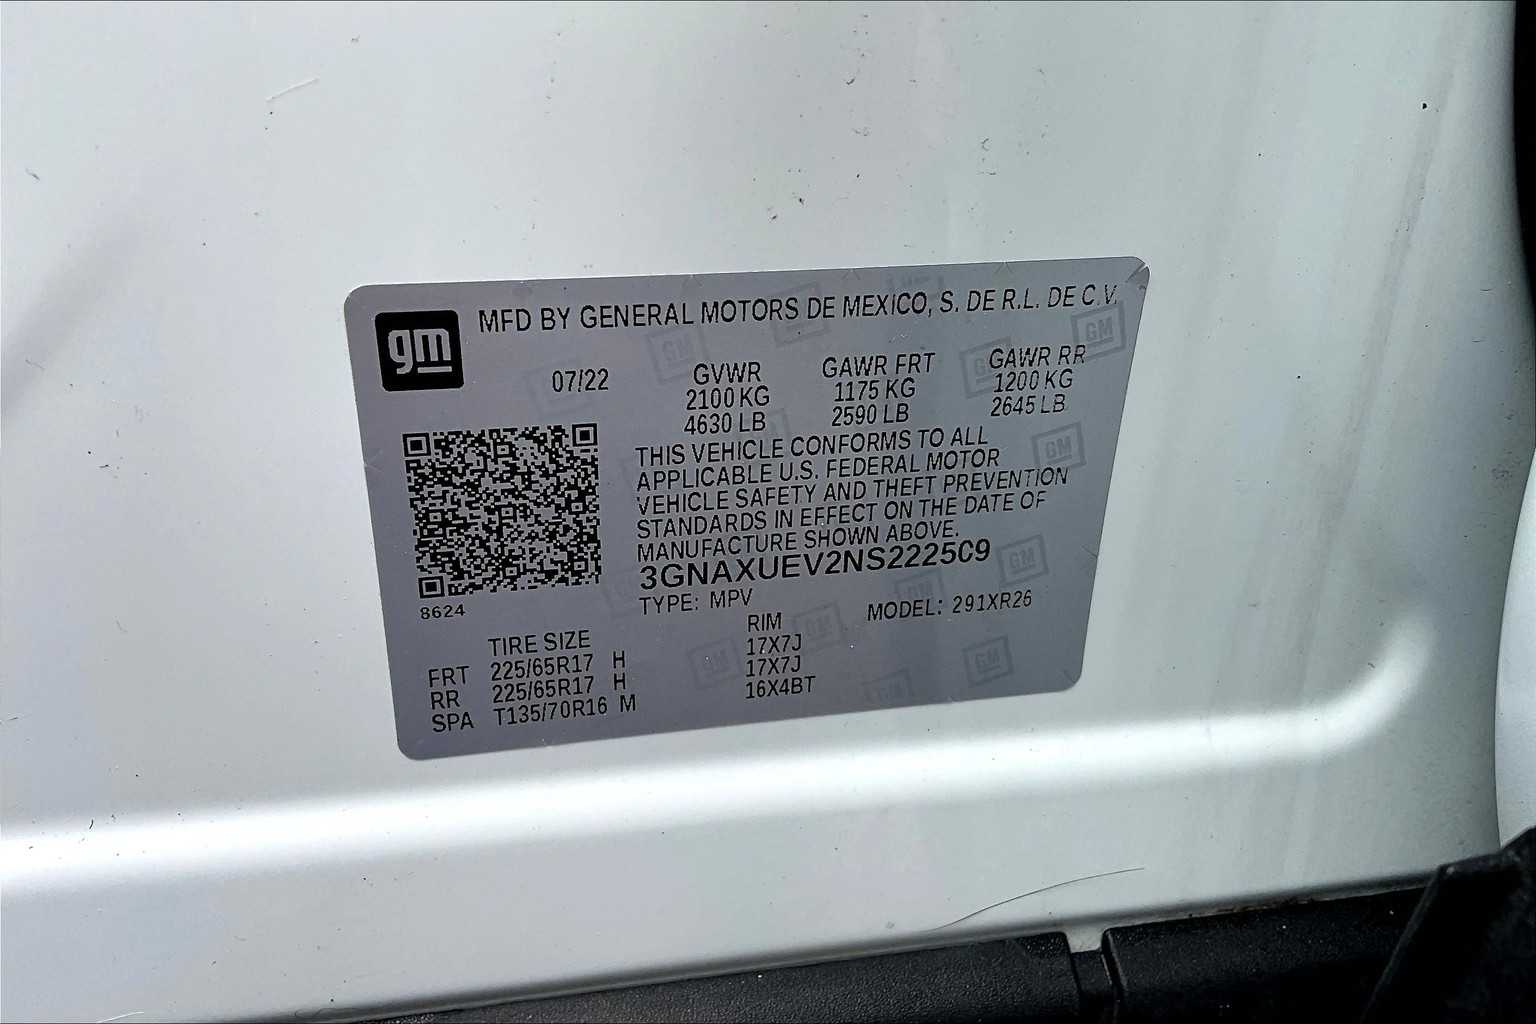 gm
MFD BY GENERAL MOTORS DE MEXICO, S. DE R.L. DE C.V.
07/22
GVWR
2100 KG
4630 LB
GAWR FRT
1175 KG
2590 LB
GAWR RR
1200 KG
2645 LB
THIS VEHICLE CONFORMS TO ALL
APPLICABLE U.S. FEDERAL MOTOR
VEHICLE SAFETY AND THEFT PREVENTION
STANDARDS IN EFFECT ON THE DATE OF
MANUFACTURE SHOWN ABOVE.
3GNAXUEV2NS222509
8624
TYPE: MPV MODEL: 291XR26
TIRE SIZE RIM
FRT 225/65R17 H 17X7J
RR 225/65R17 H 17X7J
SPA T135/70R16 M 16X4BT